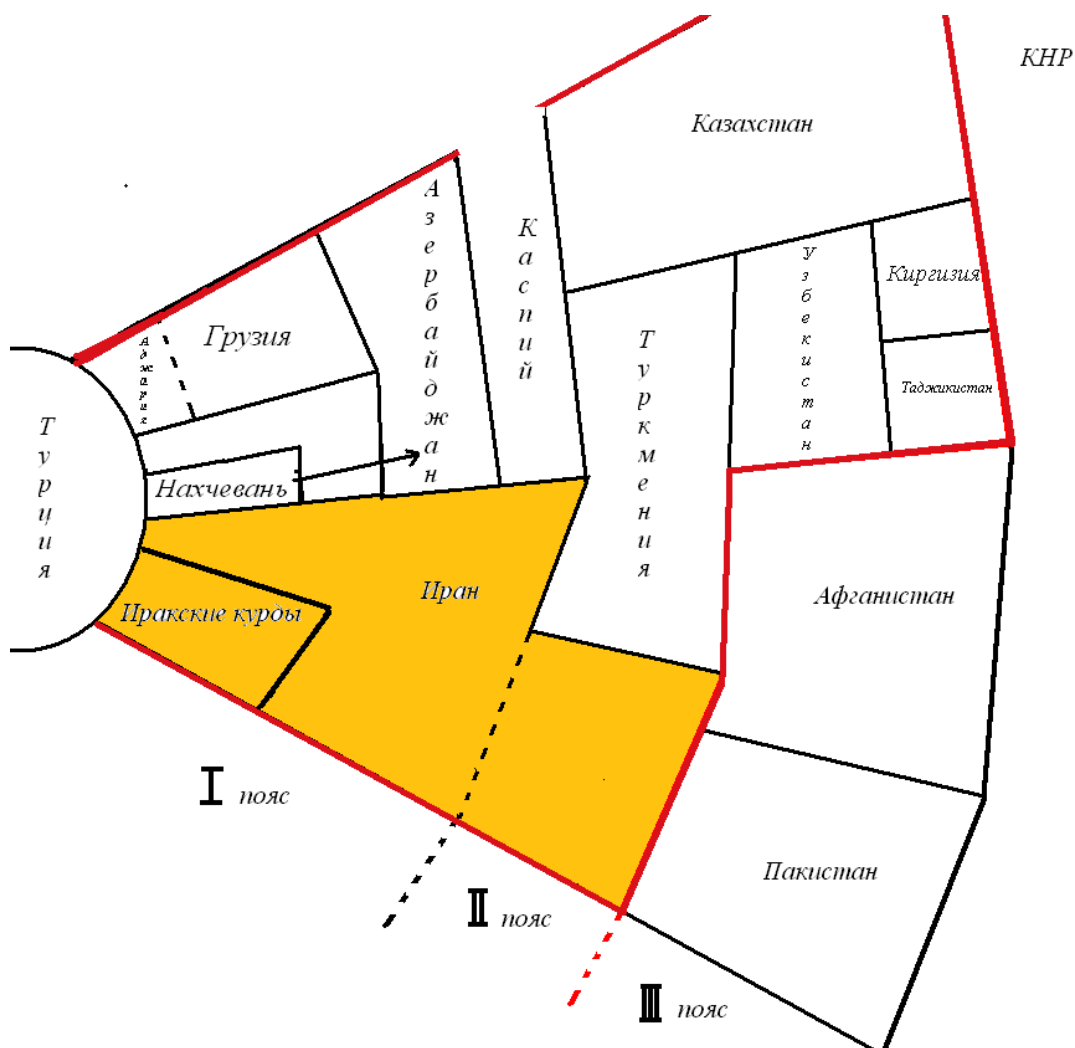 КНР
Казахстан
Азербайджан
Каспий
Узбекистан
Киргизия
Грузия
Аджария
Туркмения
Таджикистан
Турция
Нахчевань
Иран
Афганистан
Иракские курды
I пояс
Пакистан
II пояс
III пояс